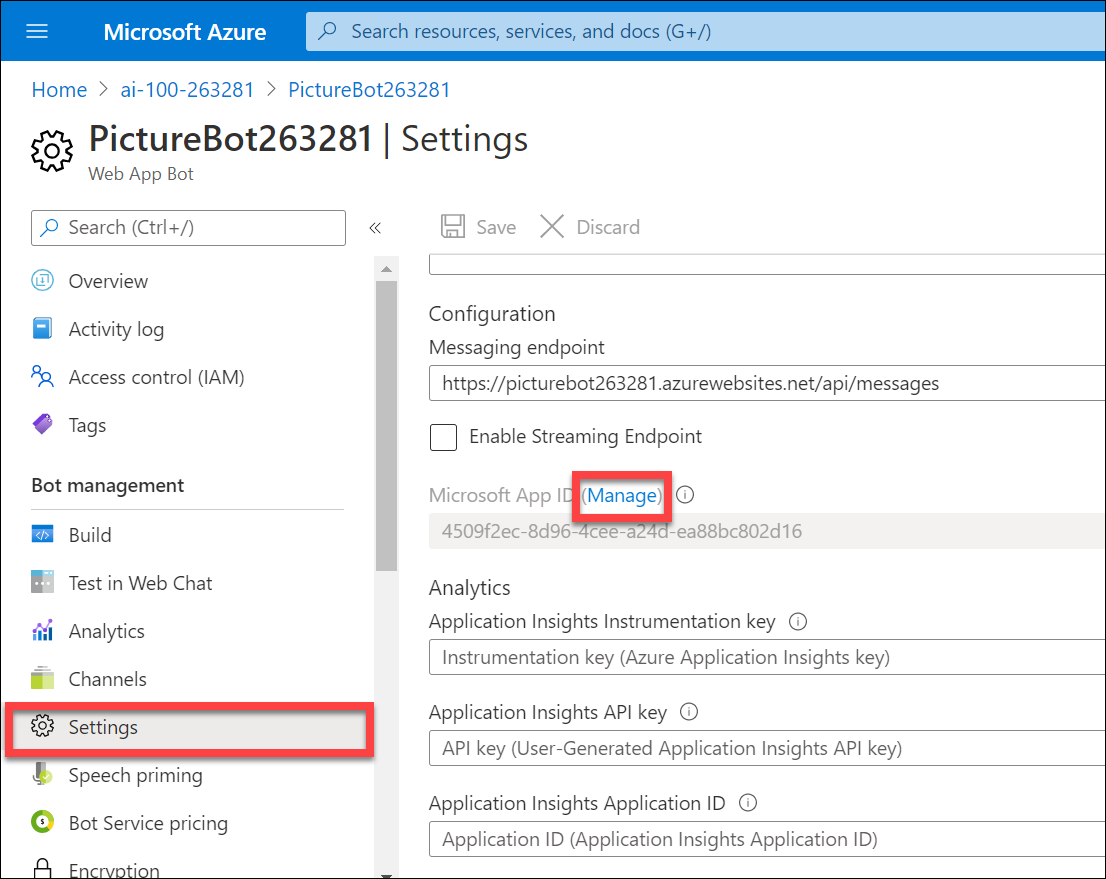 Microsoft Azure
Search resources, services, and docs (G+/)
Home > ai-100-263281 > PictureBot263281
PictureBot263281 | Settings
Web App Bot
Search (Ctrl+/)
«
Overview
Activity log
Access control (IAM)
Tags
Bot management
Build
Test in Web Chat
Analytics
Channels
Settings
Speech priming
Bot Service pricing
Encryption
Save
Discard
Configuration
Messaging endpoint
https://picturebot263281.azurewebsites.net/api/messages
Enable Streaming Endpoint
Microsoft App ID (Manage)
4509f2ec-8d96-4cee-a24d-ea88bc802d16
Analytics
Application Insights Instrumentation key
Instrumentation key (Azure Application Insights key)
Application Insights API key
API key (User-Generated Application Insights API key)
Application Insights Application ID
Application ID (Application Insights Application ID)